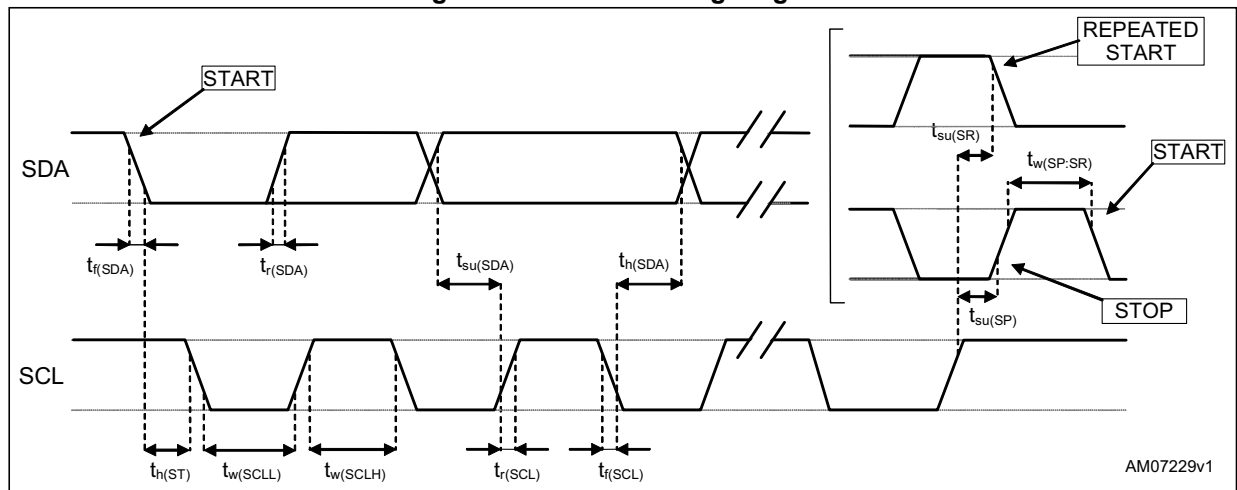 REPEATED
START
START
t_su(SR)
t_w(SP:SR)
START
SDA
t_f(SDA)
t_r(SDA)
t_su(SDA)
t_h(SDA)
t_su(SP)
STOP
SCL
t_h(ST)
t_w(SCLL)
t_w(SCLH)
t_r(SCL)
t_f(SCL)
AM07229v1